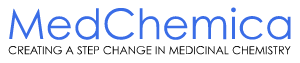 MedChemica
CREATING A STEP CHANGE IN MEDICINAL CHEMISTRY